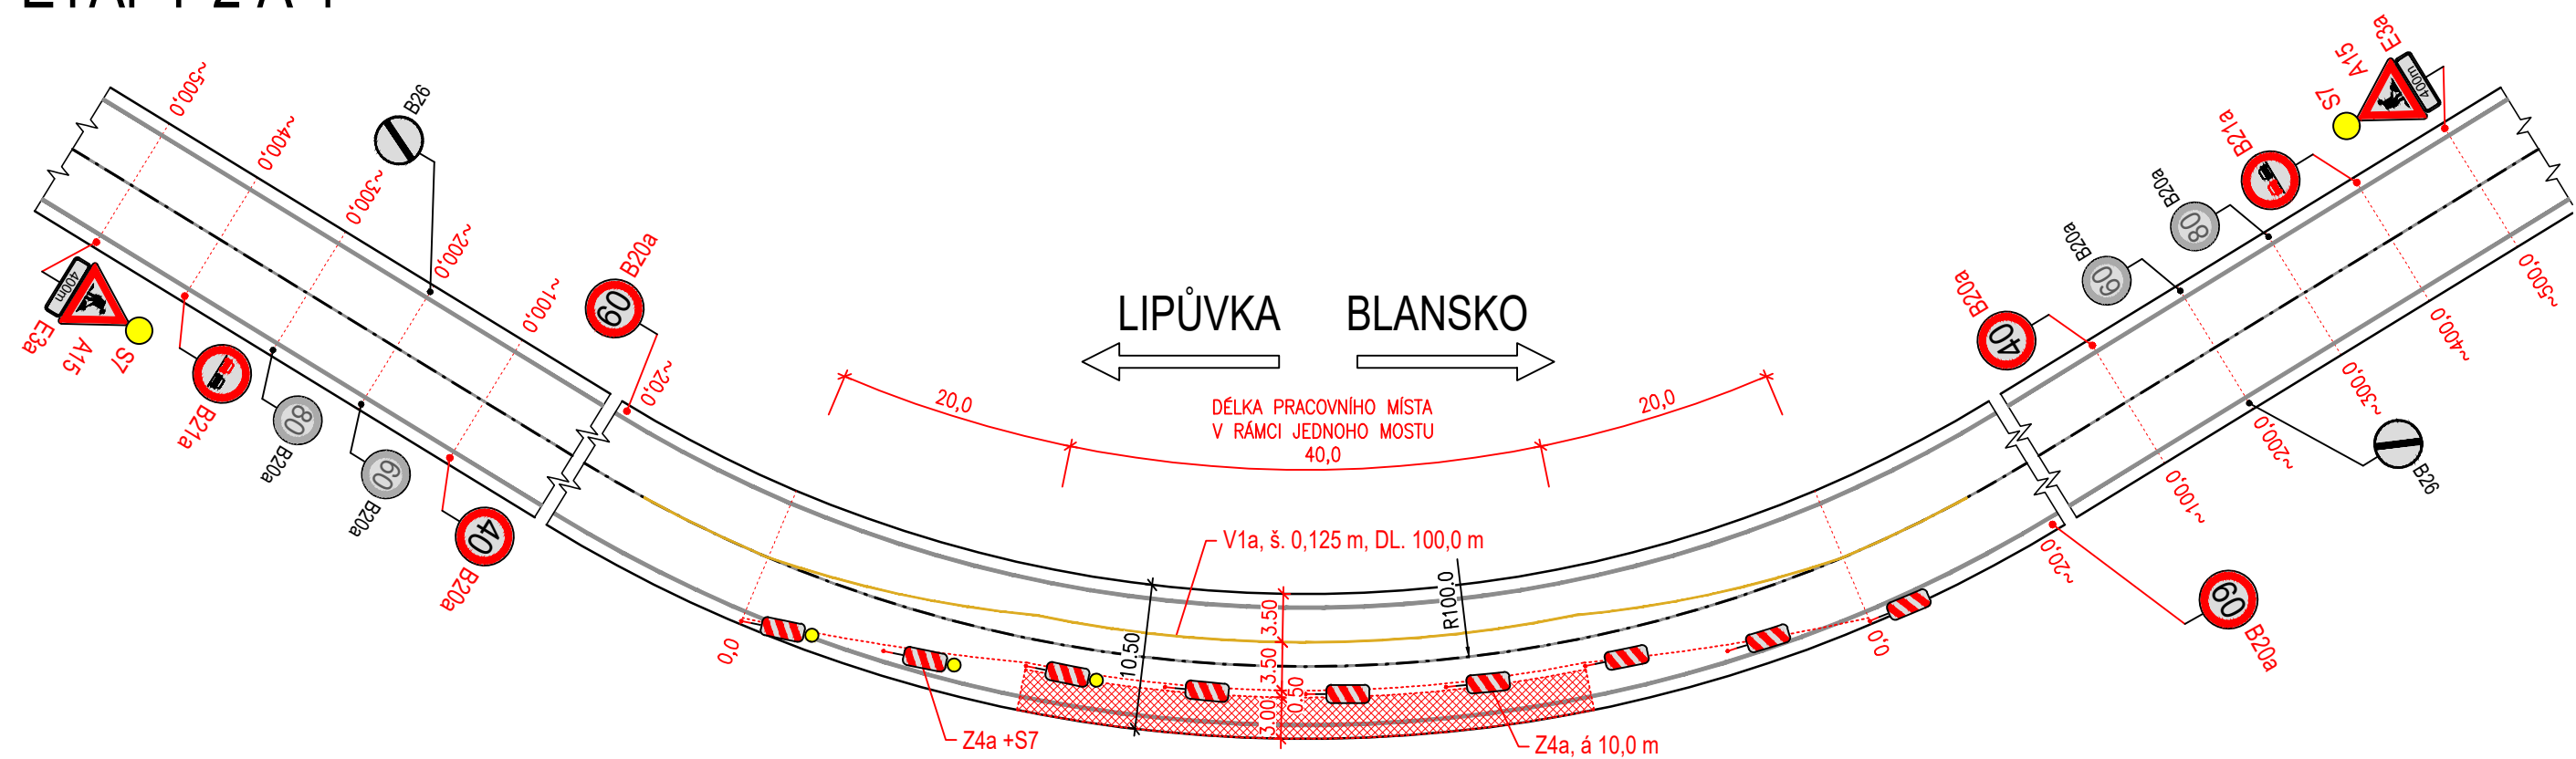 ~500,0
~400,0
~300,0
~200,0
~100,0
~20,0
B26
B20a
60
400m
E3a
A15
S7
B21a
80
B20a
60
B20a
40
B20a
LIPŮVKA
BLANSKO
20,0
DÉLKA PRACOVNÍHO MÍSTA
V RÁMCI JEDNOHO MOSTU
40,0
20,0
V1a, š. 0,125 m, DL. 100,0 m
10.50
3.50
3.50
0.50
3.00
R100.0
0,0
Z4a +S7
Z4a, á 10,0 m
0,0
E3a
A15
S7
400m
B21a
B20a
80
B20a
60
B20a
40
~500,0
~400,0
~300,0
~200,0
~100,0
~20,0
B26
60
B20a